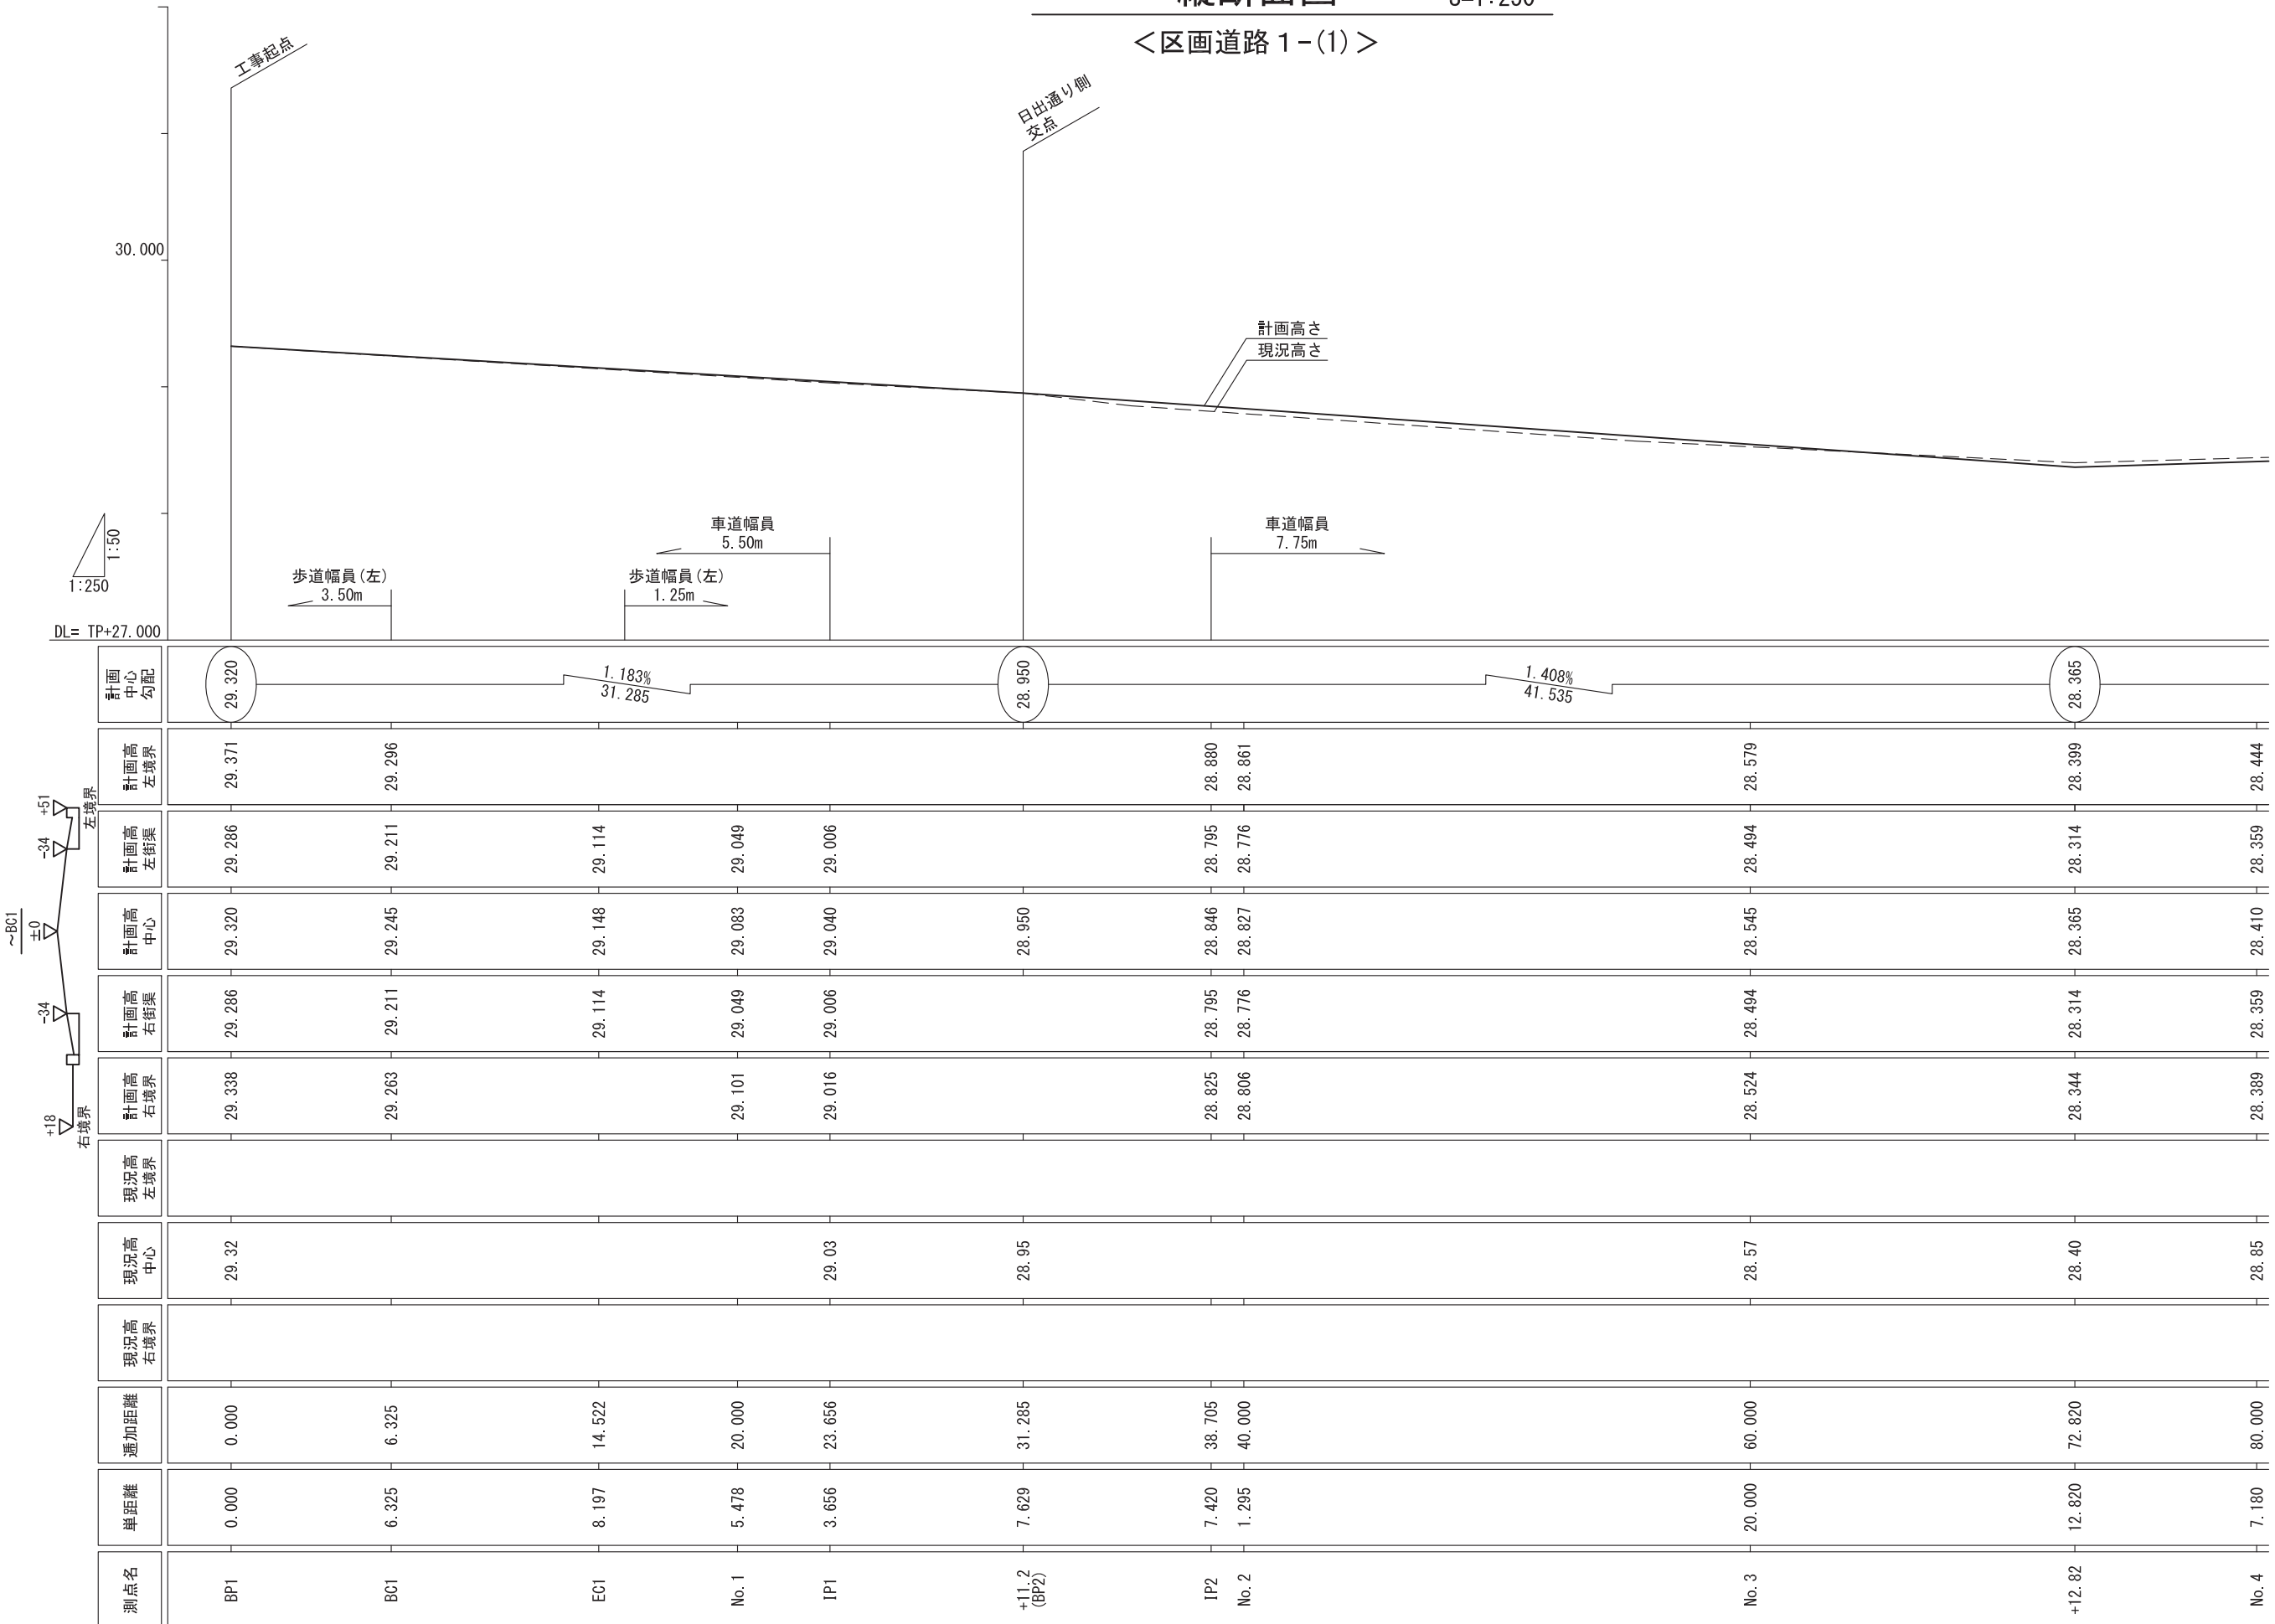 ＜区画道路１-(1)＞
工事起点
日出通り側
交点
30.000
計画高さ
現況高さ
1:50
1:250
車道幅員
5.50m
車道幅員
7.75m
歩道幅員(左)
3.50m
歩道幅員(左)
1.25m
DL= TP+27.000
計画
中心
勾配
29.320
1.183%
31.285
28.950
1.408%
41.535
28.365
計画高
左境界
29.371
29.296
28.880
28.861
28.579
28.399
28.444
計画高
左街渠
29.286
29.211
29.114
29.049
29.006
28.795
28.776
28.494
28.314
28.359
計画高
中心
29.320
29.245
29.148
29.083
29.040
28.950
28.846
28.827
28.545
28.365
28.410
計画高
右街渠
29.286
29.211
29.114
29.049
29.006
28.795
28.776
28.494
28.314
28.359
計画高
右境界
29.338
29.263
29.101
29.016
28.825
28.806
28.524
28.344
28.389
現況高
左境界
現況高
中心
29.32
29.03
28.95
28.57
28.40
28.85
現況高
右境界
逓加距離
0.000
6.325
14.522
20.000
23.656
31.285
38.705
40.000
60.000
72.820
80.000
単距離
0.000
6.325
8.197
5.478
3.656
7.629
7.420
1.295
20.000
12.820
7.180
測点名
BP1
BC1
EC1
No.1
IP1
+11.2
(BP2)
IP2
No.2
No.3
+12.82
No.4
～BC1
+51
左境界
-34
±0
-34
+18
右境界